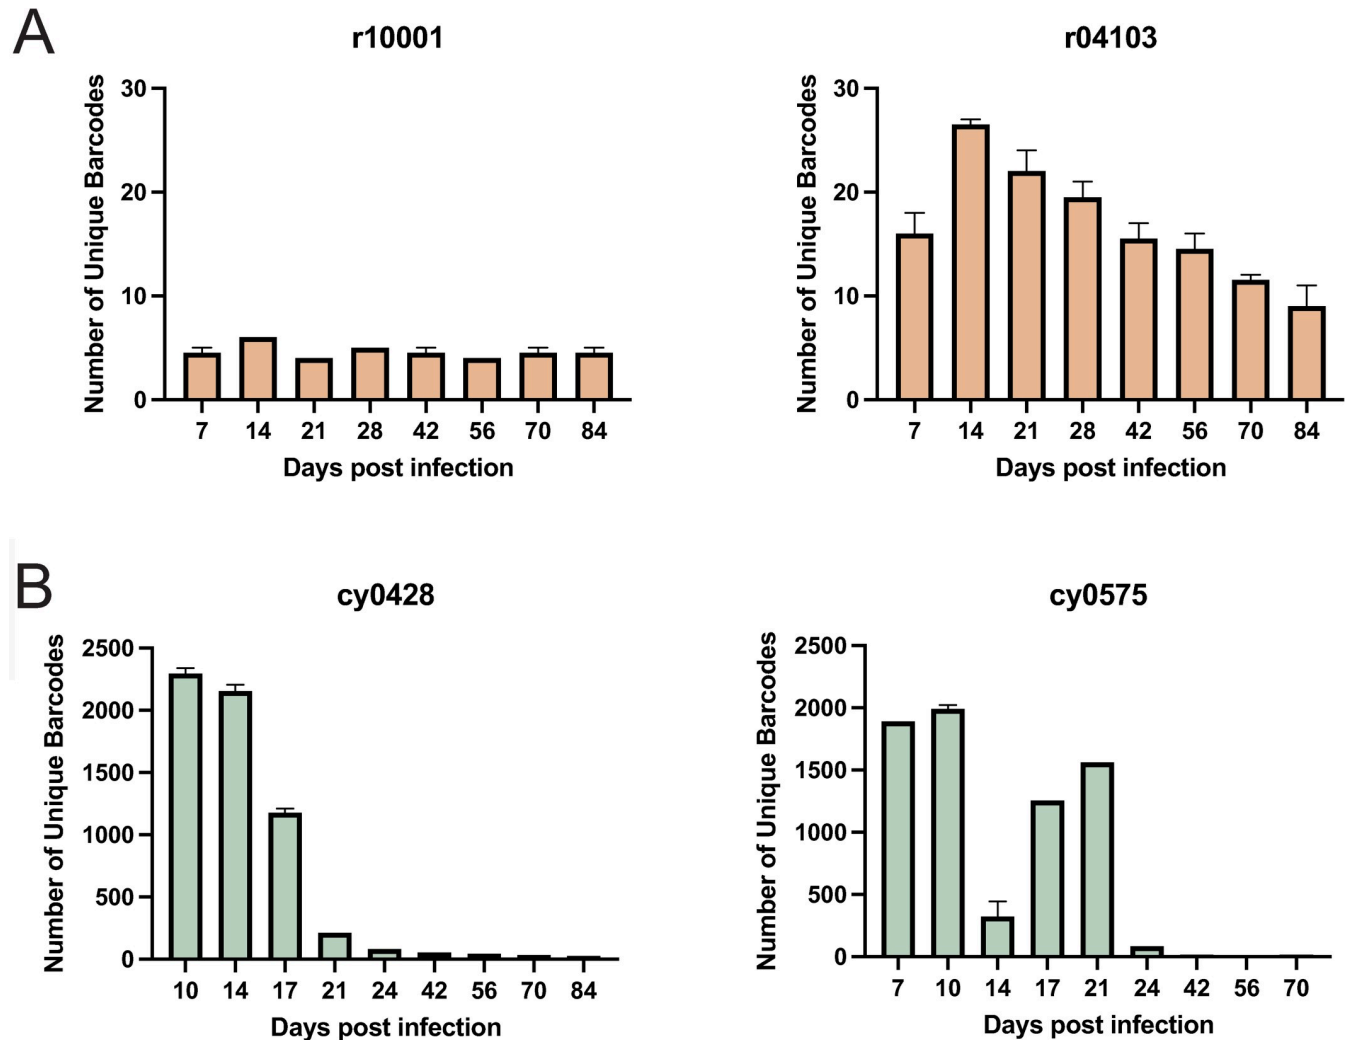 A
r10001
Number of Unique Barcodes
30
20
10
0
7 14 21 28 42 56 70 84
Days post infection
r04103
Number of Unique Barcodes
30
20
10
0
7 14 21 28 42 56 70 84
Days post infection
B
cy0428
Number of Unique Barcodes
2500
2000
1500
1000
500
0
10 14 17 21 24 42 56 70 84
Days post infection
cy0575
Number of Unique Barcodes
2500
2000
1500
1000
500
0
7 10 14 17 21 24 42 56 70
Days post infection